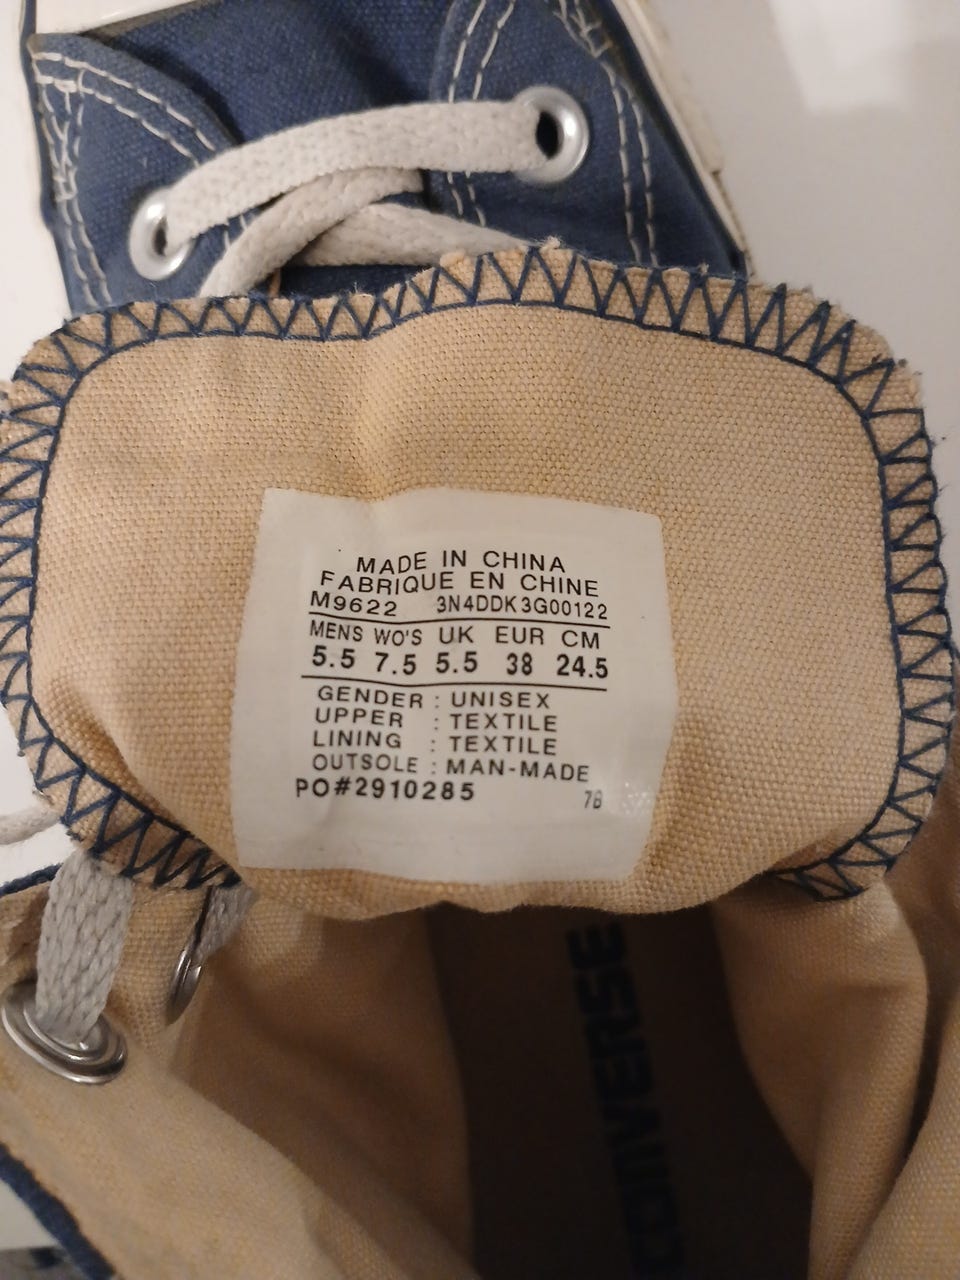 MADE IN CHINA
FABRIQUE EN CHINE
M9622 3N4DDK3G00122
MENS WO'S UK EUR CM
5.5 7.5 5.5 38 24.5
GENDER : UNISEX
UPPER : TEXTILE
LINING : TEXTILE
OUTSOLE : MAN-MADE
PO#2910285 78
CONVERSE